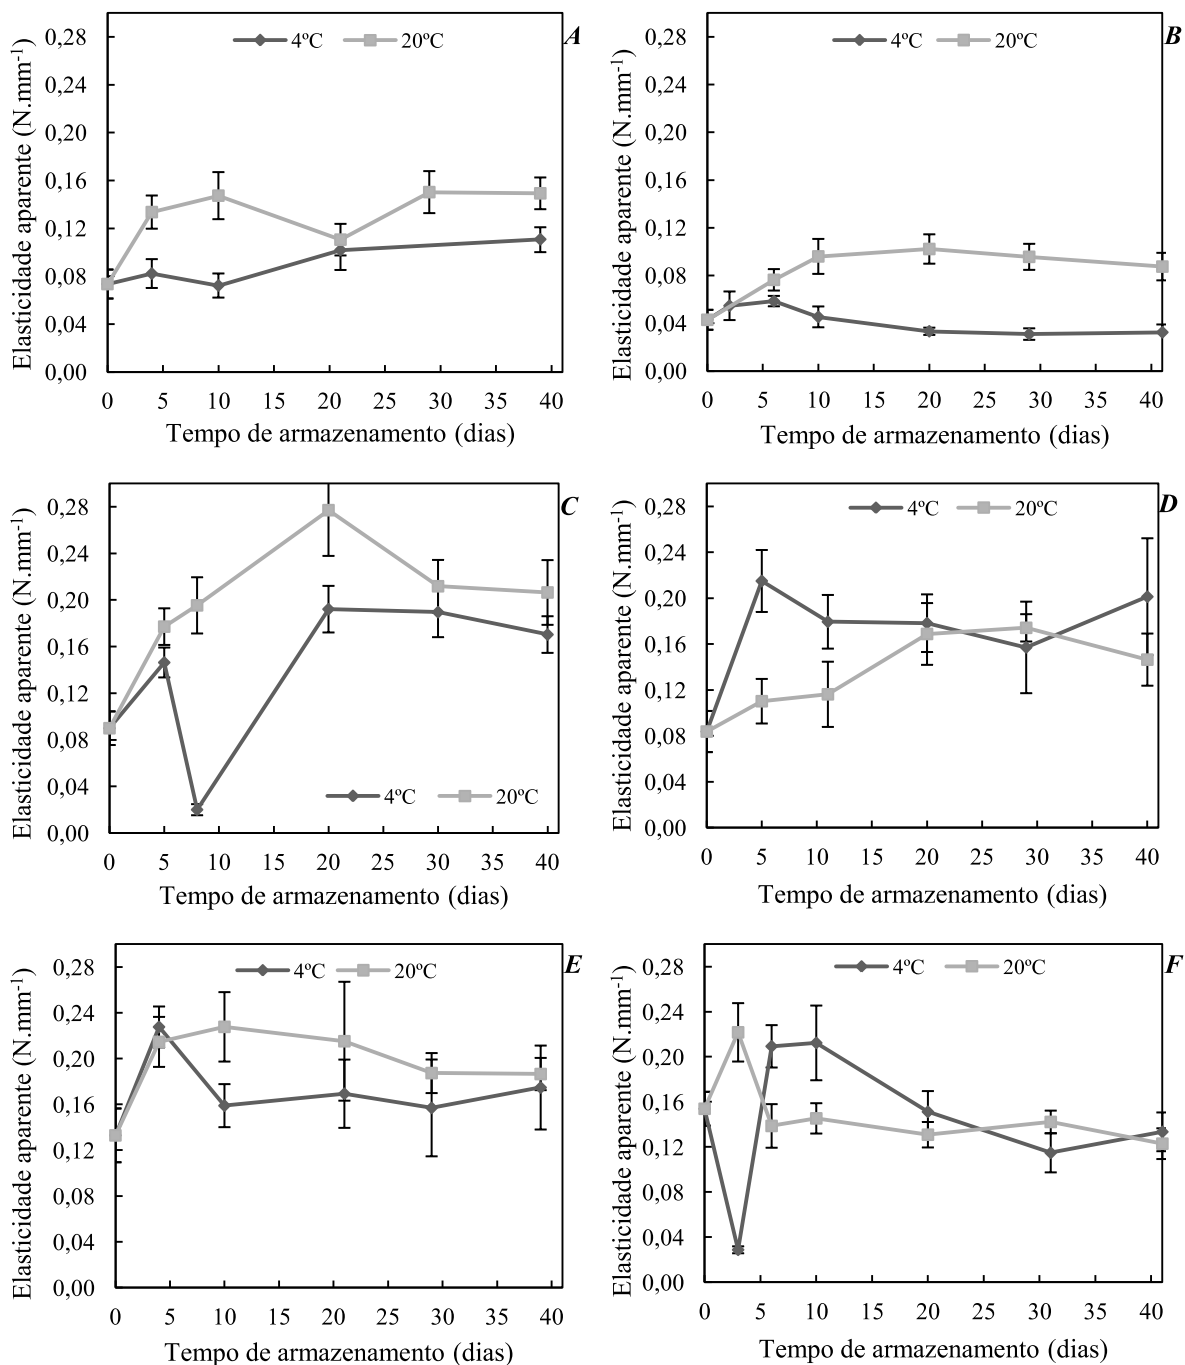 Elasticidade aparente (N.mm⁻¹)
4ºC 20ºC
A
0,28
0,24
0,20
0,16
0,12
0,08
0,04
0,00
0 5 10 15 20 25 30 35 40
Tempo de armazenamento (dias)
Elasticidade aparente (N.mm⁻¹)
4ºC 20ºC
B
0,28
0,24
0,20
0,16
0,12
0,08
0,04
0,00
0 5 10 15 20 25 30 35 40
Tempo de armazenamento (dias)
Elasticidade aparente (N.mm⁻¹)
C
0,28
0,24
0,20
0,16
0,12
0,08
0,04
0,00
4ºC 20ºC
0 5 10 15 20 25 30 35 40
Tempo de armazenamento (dias)
Elasticidade aparente (N.mm⁻¹)
4ºC 20ºC
D
0,28
0,24
0,20
0,16
0,12
0,08
0,04
0,00
0 5 10 15 20 25 30 35 40
Tempo de armazenamento (dias)
Elasticidade aparente (N.mm⁻¹)
4ºC 20ºC
E
0,28
0,24
0,20
0,16
0,12
0,08
0,04
0,00
0 5 10 15 20 25 30 35 40
Tempo de armazenamento (dias)
Elasticidade aparente (N.mm⁻¹)
4ºC 20ºC
F
0,28
0,24
0,20
0,16
0,12
0,08
0,04
0,00
0 5 10 15 20 25 30 35 40
Tempo de armazenamento (dias)